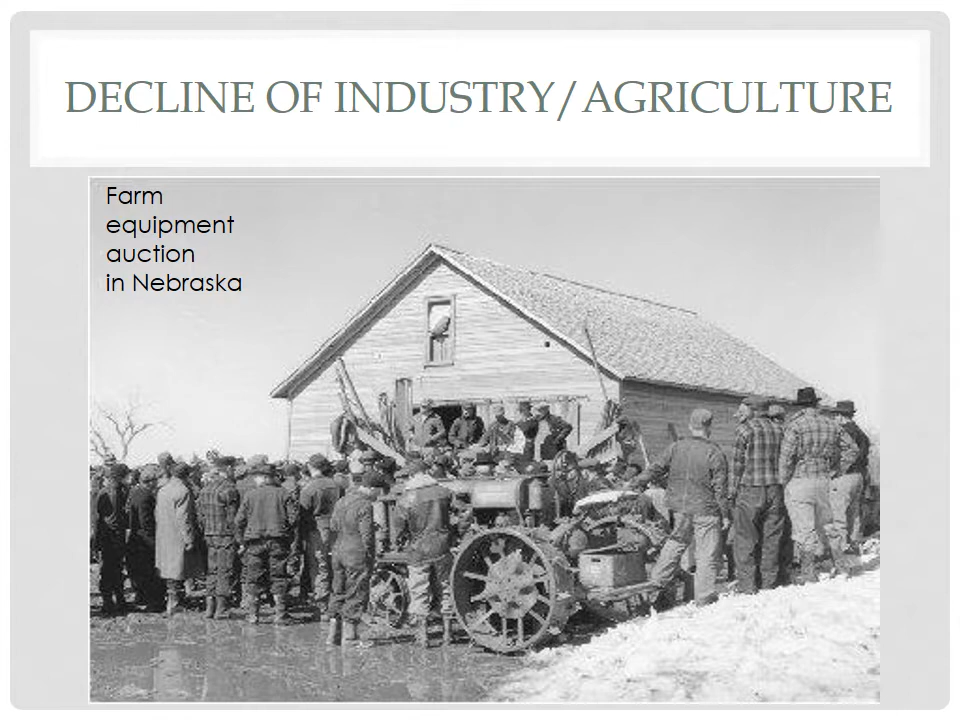 DECLINE OF INDUSTRY/AGRICULTURE
Farm
equipment
auction
in Nebraska